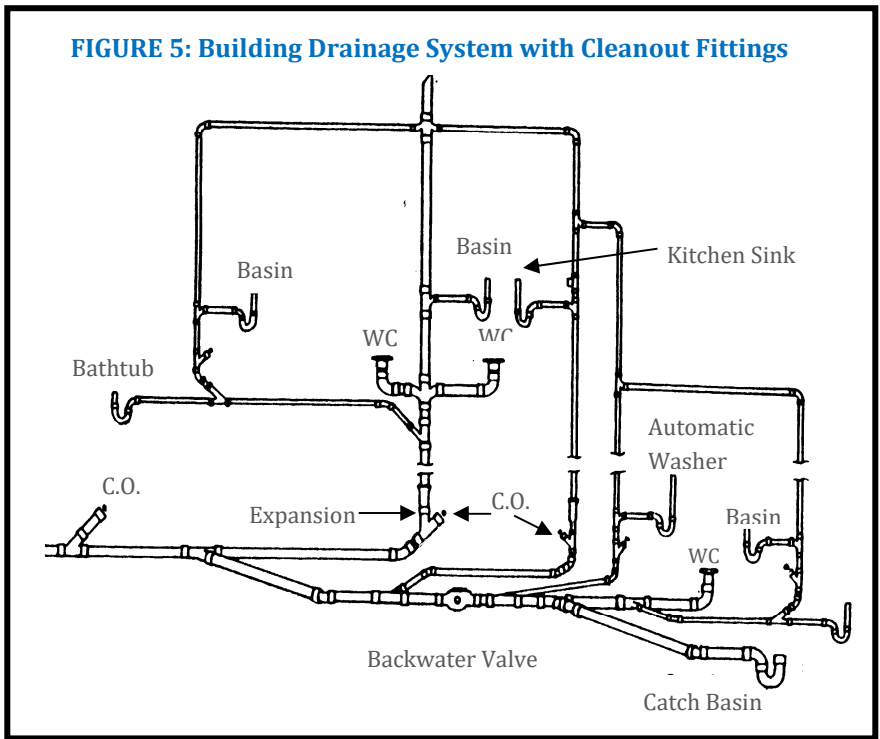 FIGURE 5: Building Drainage System with Cleanout Fittings
Basin
Kitchen Sink
Basin
WC
WC
Bathtub
Automatic
Washer
C.O.
C.O.
Expansion
Basin
WC
Backwater Valve
Catch Basin